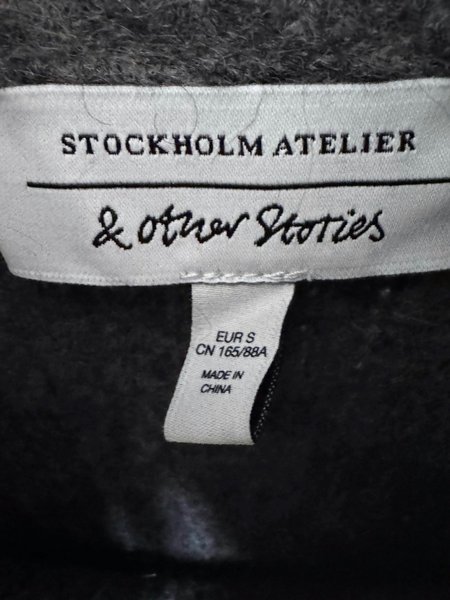 STOCKHOLM ATELIER
& other Stories
EUR S
CN 165/88A
MADE IN
CHINA